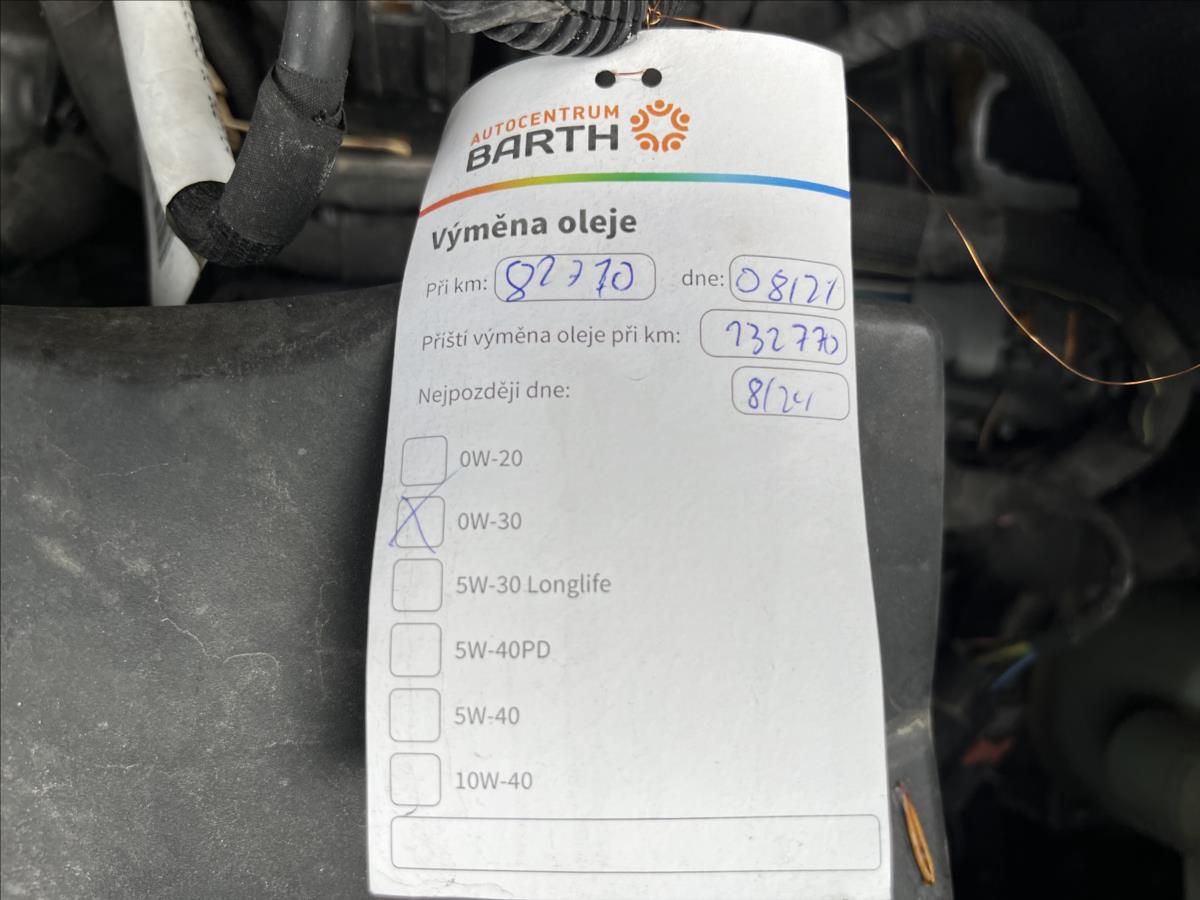 AUTOCENTRUM
BARTH
Výměna oleje
Při km: 82770 dne: 08/21
Příští výměna oleje při km: 132770
Nejpozději dne: 8/24
0W-20
X 0W-30
5W-30 Longlife
5W-40PD
5W-40
10W-40